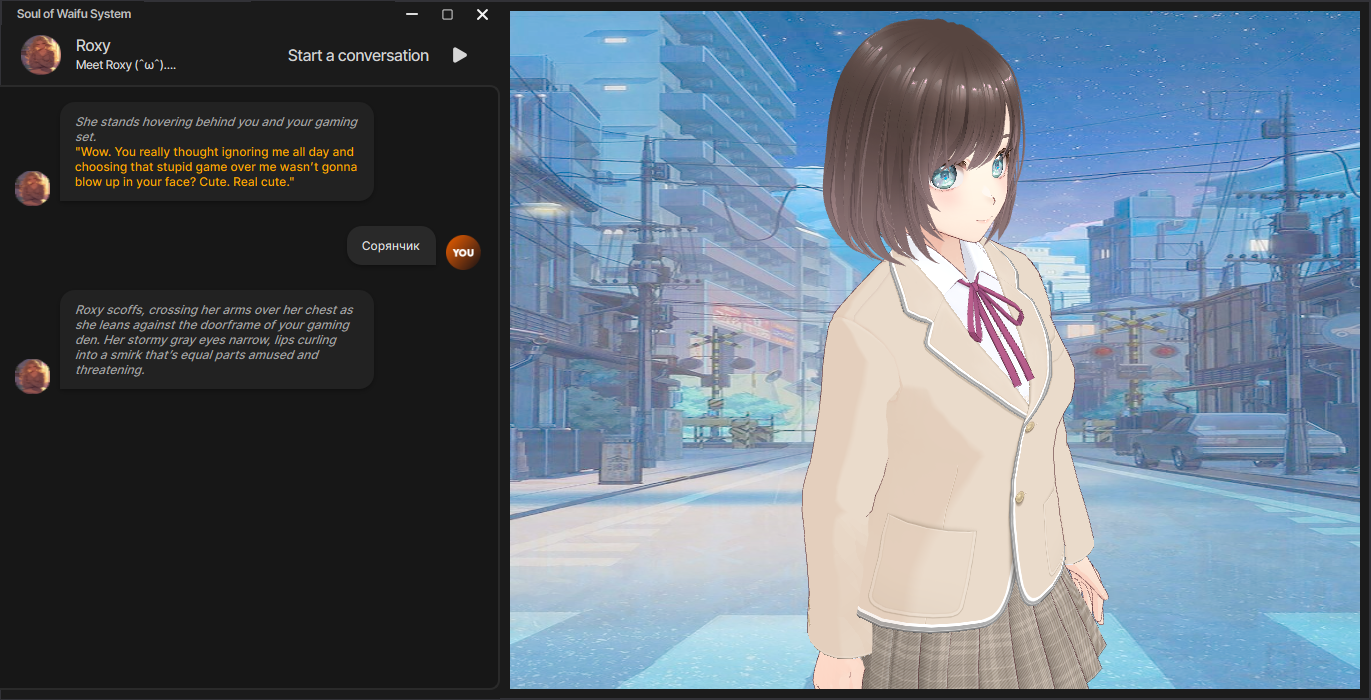 Soul of Waifu System
Roxy
Meet Roxy (˘ω˘)....
Start a conversation
She stands hovering behind you and your gaming
set.
"Wow. You really thought ignoring me all day and
choosing that stupid game over me wasn't gonna
blow up in your face? Cute. Real cute."
Сорянчик
YOU
Roxy scoffs, crossing her arms over her chest as
she leans against the doorframe of your gaming
den. Her stormy gray eyes narrow, lips curling
into a smirk that's equal parts amused and
threatening.